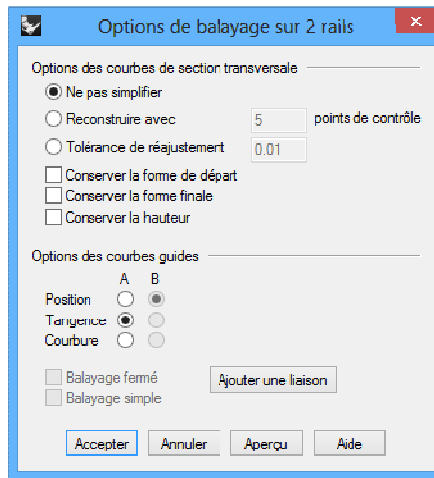 Options de balayage sur 2 rails
Options des courbes de section transversale
Ne pas simplifier
Reconstruire avec 5 points de contrôle
Tolérance de réajustement 0.01
Conserver la forme de départ
Conserver la forme finale
Conserver la hauteur
Options des courbes guides
A B
Position
Tangence
Courbure
Balayage fermé
Ajouter une liaison
Balayage simple
Accepter Annuler Aperçu Aide